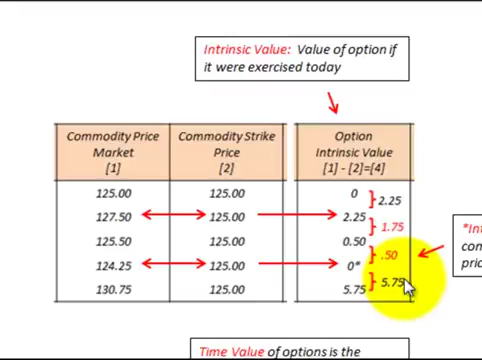 Intrinsic Value: Value of option if
it were exercised today
Commodity Price Commodity Strike Option
Market Price Intrinsic Value
[1] [2] [1] - [2]=[4]
125.00 125.00 0
2.25
127.50 125.00 2.25
1.75
125.50 125.00 0.50
.50
124.25 125.00 0*
5.75
130.75 125.00 5.75
Time Value of options is the